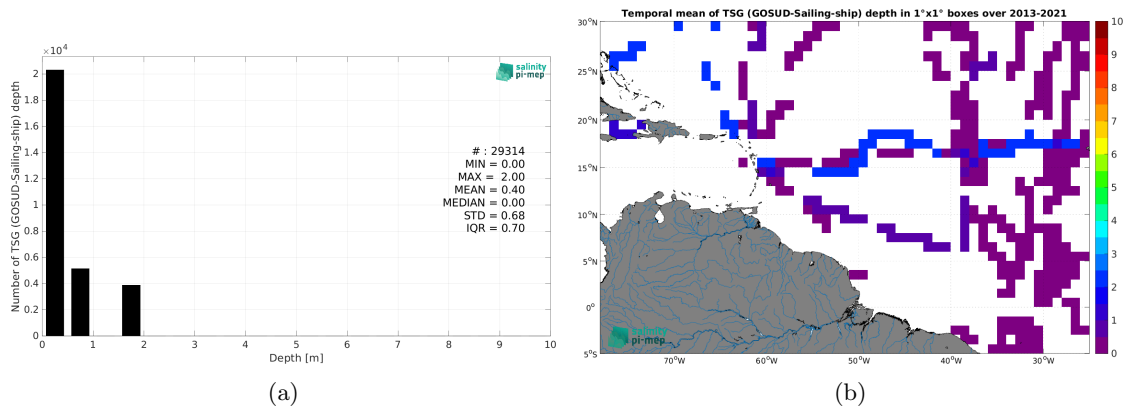 ×10⁴
2
1.8
1.6
1.4
1.2
1
0.8
0.6
0.4
0.2
0
Number of TSG (GOSUD-Sailing-ship) depth
salinity
pi-mep
# : 29314
MIN = 0.00
MAX = 2.00
MEAN = 0.40
MEDIAN = 0.00
STD = 0.68
IQR = 0.70
0 1 2 3 4 5 6 7 8 9 10
Depth [m]
(a)
Temporal mean of TSG (GOSUD-Sailing-ship) depth in 1°x1° boxes over 2013-2021
30°N
25°N
20°N
15°N
10°N
5°N
0°
5°S
70°W 60°W 50°W 40°W 30°W
salinity
pi-mep
10
9
8
7
6
5
4
3
2
1
0
(b)